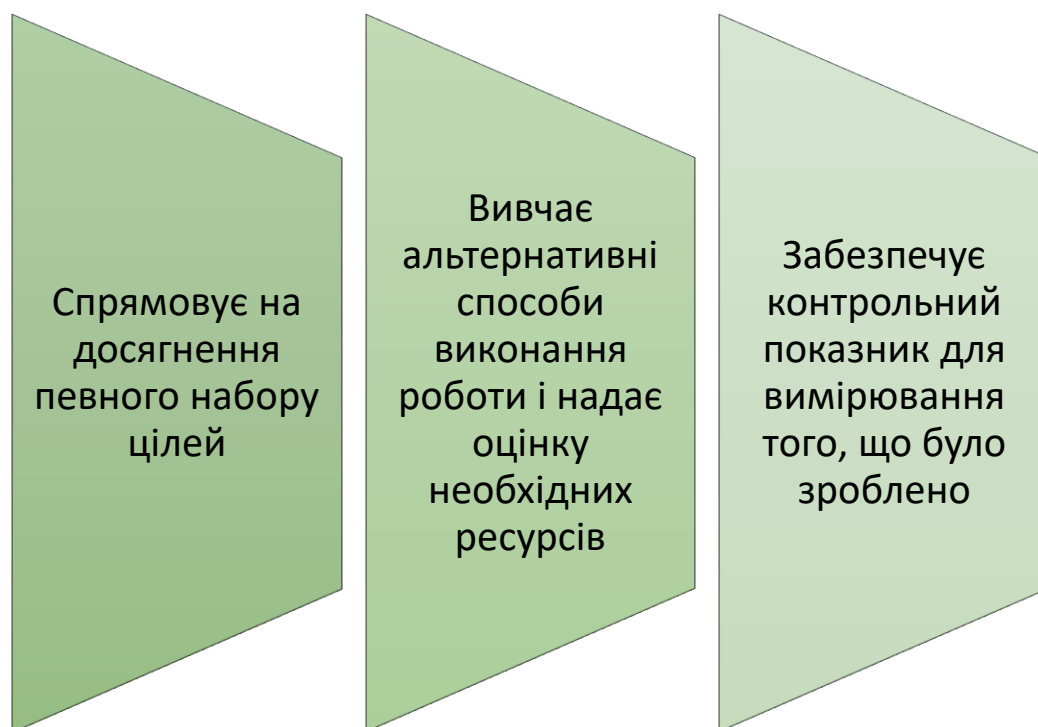 Спрямовує на
досягнення
певного набору
цілей
Вивчає
альтернативні
способи
виконання
роботи і надає
оцінку
необхідних
ресурсів
Забезпечує
контрольний
показник для
вимірювання
того, що було
зроблено